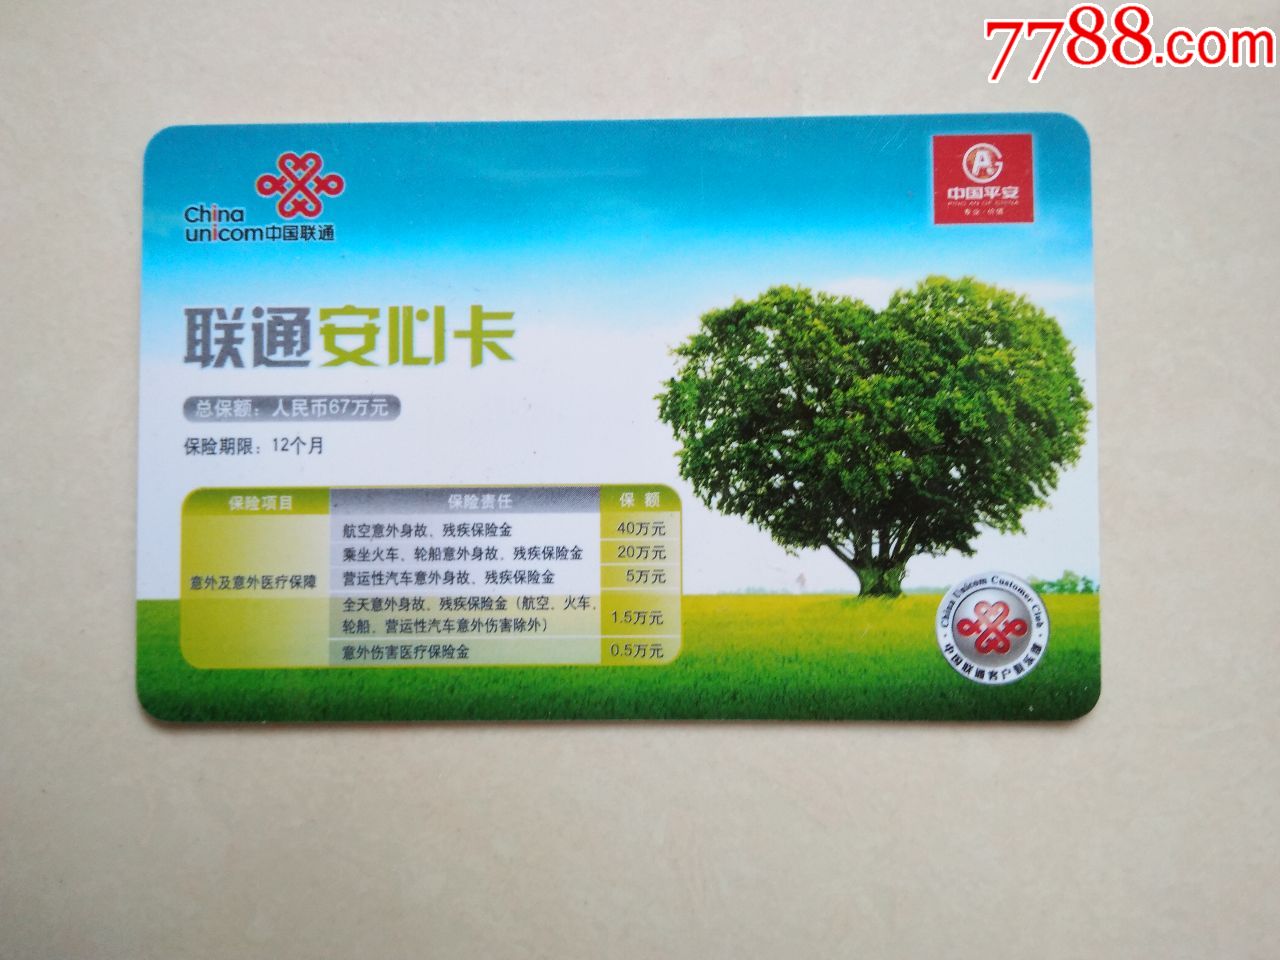 7788.com
China
unicom中国联通
中国平安
PING AN OF CHINA
专业·价值
联通安心卡
总保额：人民币67万元
保险期限：12个月
保险项目 保险责任 保 额
意外及意外医疗保障
航空意外身故、残疾保险金 40万元
乘坐火车、轮船意外身故、残疾保险金 20万元
营运性汽车意外身故、残疾保险金 5万元
全天意外身故、残疾保险金（航空、火车、
轮船、营运性汽车意外伤害除外） 1.5万元
意外伤害医疗保险金 0.5万元
China Unicom Customer Club
中国联通客户俱乐部